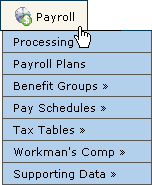 Payroll
Processing
Payroll Plans
Benefit Groups »
Pay Schedules »
Tax Tables »
Workman's Comp »
Supporting Data »